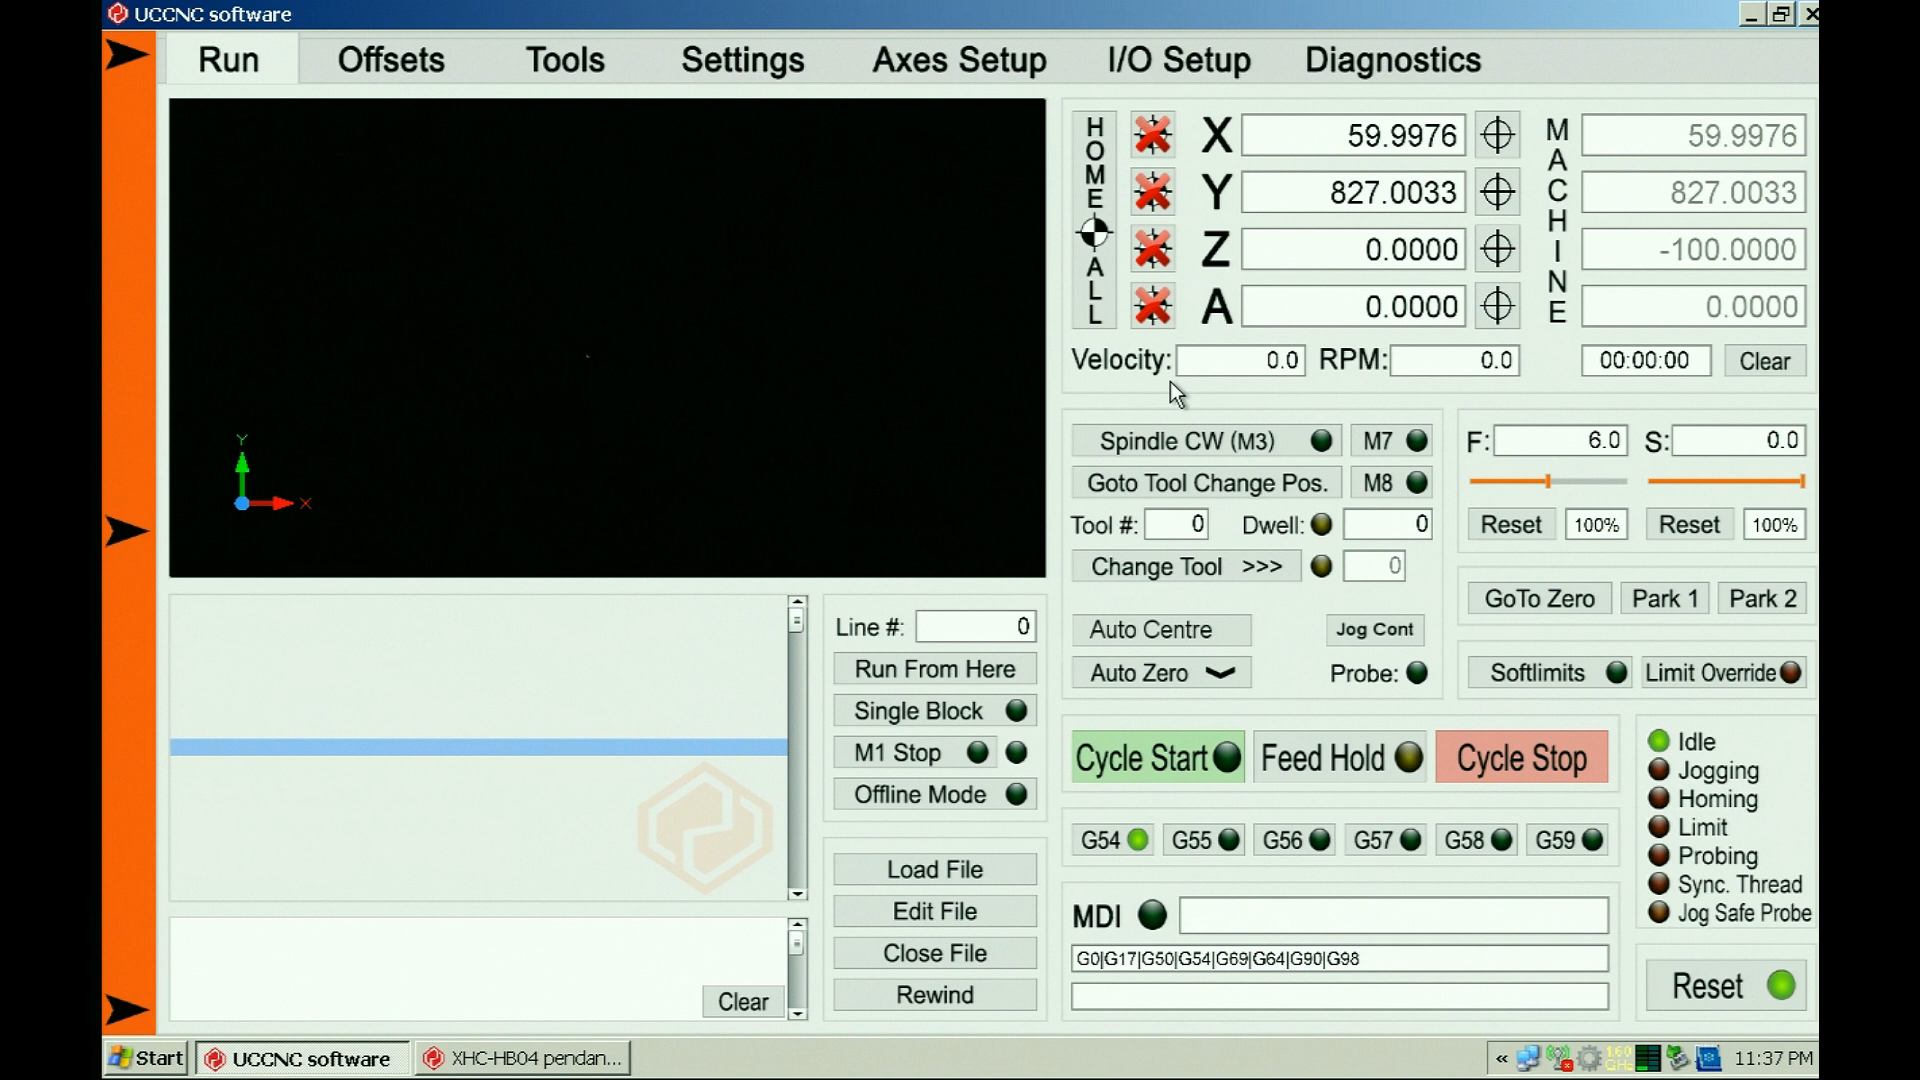 UCCNC software
Run Offsets Tools Settings Axes Setup I/O Setup Diagnostics
HOME ALL
X 59.9976
Y 827.0033
Z 0.0000
A 0.0000
MACHINE
59.9976
827.0033
-100.0000
0.0000
Velocity: 0.0 RPM: 0.0 00:00:00 Clear
Y
X
Spindle CW (M3) M7
Goto Tool Change Pos. M8
Tool #: 0 Dwell: 0
Change Tool >>> 0
Auto Centre Jog Cont
Auto Zero Probe:
F: 6.0 S: 0.0
Reset 100% Reset 100%
GoTo Zero Park 1 Park 2
Softlimits Limit Override
Line #: 0
Run From Here
Single Block
M1 Stop
Offline Mode
Load File
Edit File
Close File
Rewind
Clear
Cycle Start Feed Hold Cycle Stop
G54 G55 G56 G57 G58 G59
MDI
G0|G17|G50|G54|G69|G64|G90|G98
Idle
Jogging
Homing
Limit
Probing
Sync. Thread
Jog Safe Probe
Reset
Start UCCNC software XHC-HB04 pendan... « 11:37 PM